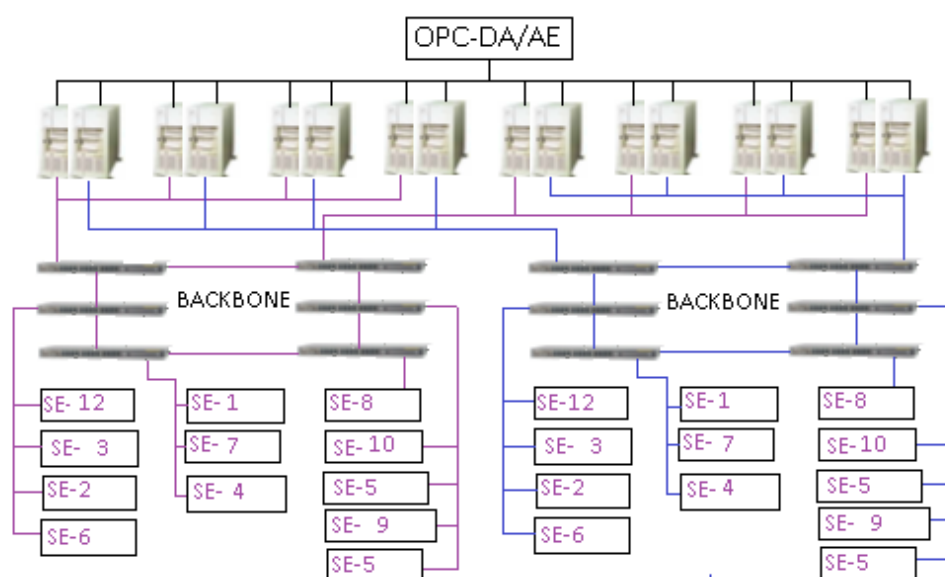 OPC-DA/AE
BACKBONE
BACKBONE
SE- 12
SE- 3
SE-2
SE-6
SE- 1
SE- 7
SE- 4
SE-8
SE- 10
SE-5
SE- 9
SE-5
SE-12
SE- 3
SE-2
SE-6
SE-1
SE- 7
SE- 4
SE-8
SE-10
SE-5
SE- 9
SE-5